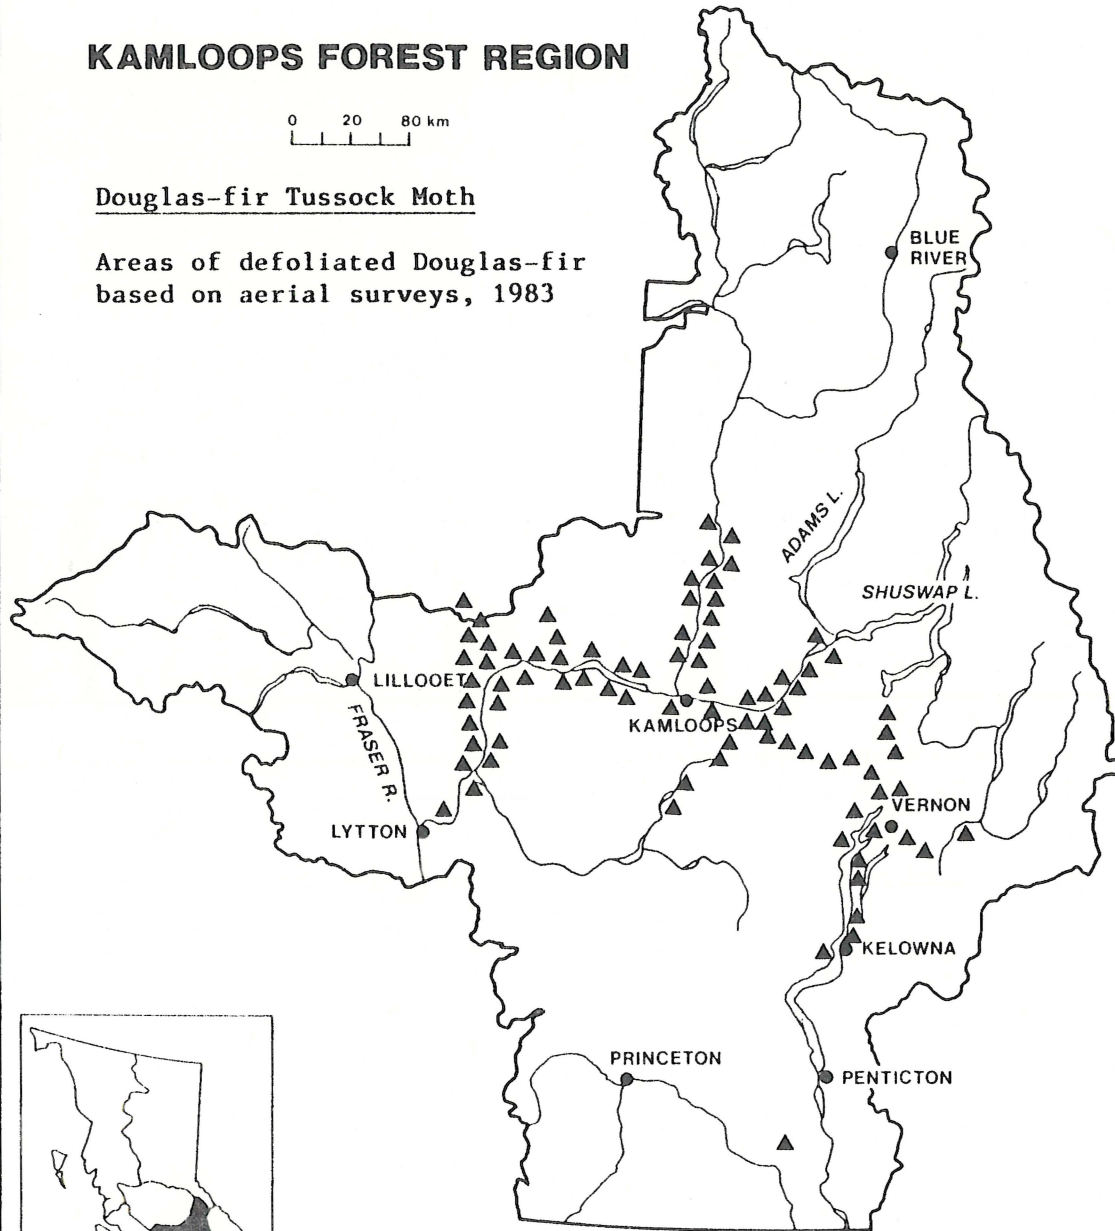 KAMLOOPS FOREST REGION
0 20 80 km
Douglas-fir Tussock Moth
Areas of defoliated Douglas-fir
based on aerial surveys, 1983
BLUE
RIVER
ADAMS L.
SHUSWAP L.
LILLOOET
KAMLOOPS
FRASER R.
VERNON
LYTTON
KELOWNA
PRINCETON
PENTICTON